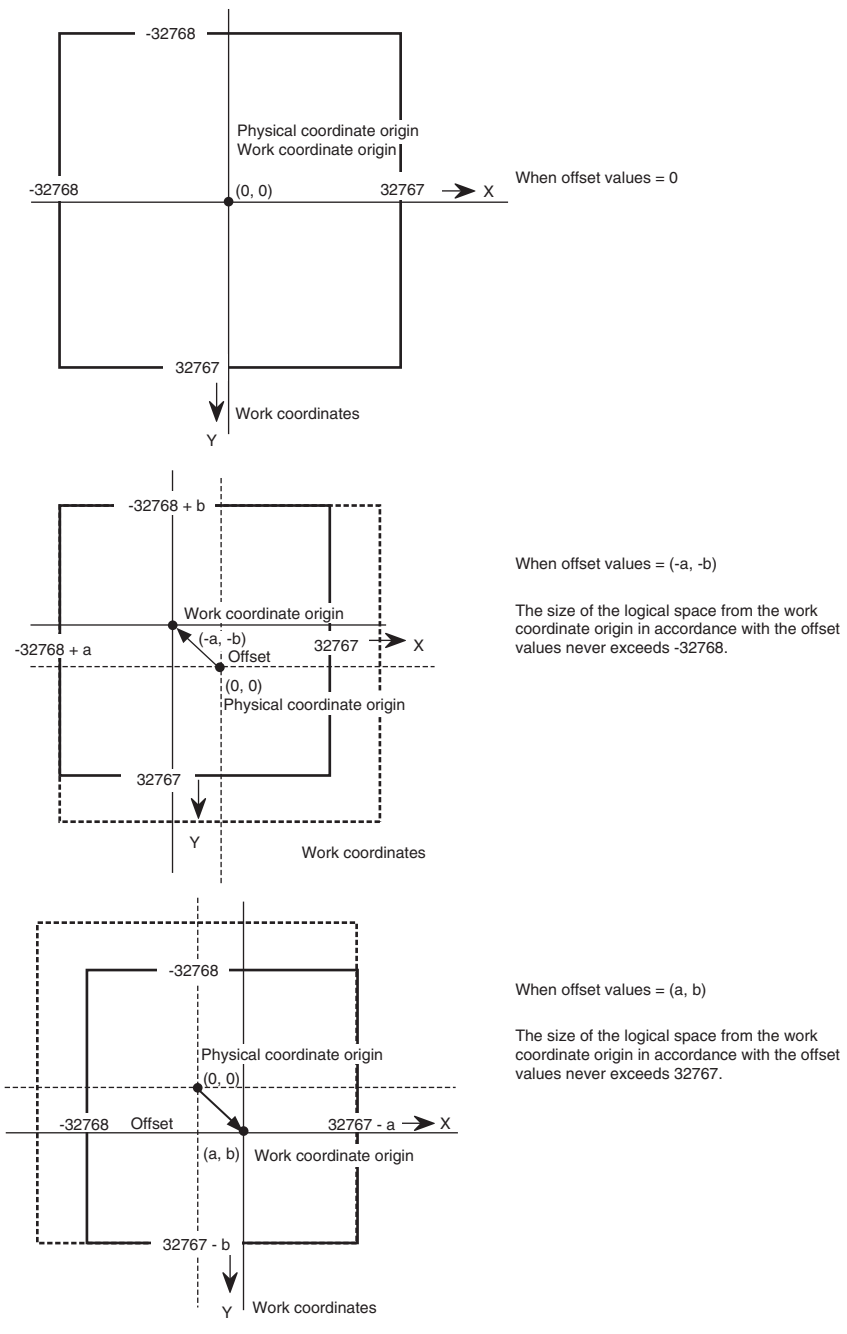 -32768
Physical coordinate origin
Work coordinate origin
When offset values = 0
-32768
(0, 0)
32767
X
32767
Work coordinates
Y
-32768 + b
When offset values = (-a, -b)
Work coordinate origin
The size of the logical space from the work
coordinate origin in accordance with the offset
values never exceeds -32768.
(-a, -b)
32767
X
-32768 + a
Offset
(0, 0)
Physical coordinate origin
32767
Y
Work coordinates
-32768
When offset values = (a, b)
The size of the logical space from the work
coordinate origin in accordance with the offset
values never exceeds 32767.
Physical coordinate origin
(0, 0)
-32768
Offset
32767 - a
X
(a, b)
Work coordinate origin
32767 - b
Y
Work coordinates